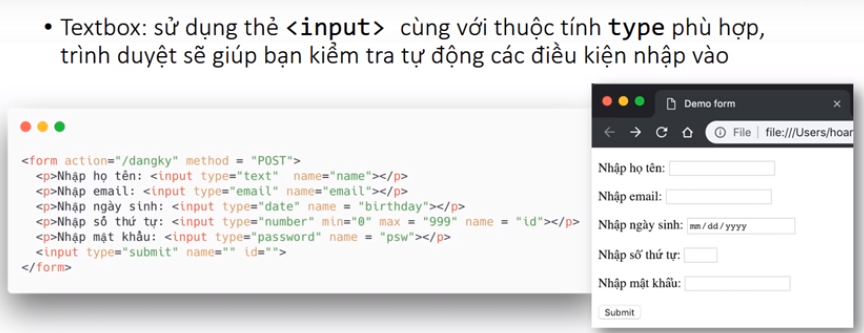 • Textbox: sử dụng thẻ <input> cùng với thuộc tính type phù hợp,
trình duyệt sẽ giúp bạn kiểm tra tự động các điều kiện nhập vào
<form action="/dangky" method = "POST">
<p>Nhập họ tên: <input type="text"  name="name"></p>
<p>Nhập email: <input type="email" name="email"></p>
<p>Nhập ngày sinh: <input type="date" name = "birthday"></p>
<p>Nhập số thứ tự: <input type="number" min="0" max = "999" name = "id"></p>
<p>Nhập mật khẩu: <input type="password" name = "psw"></p>
<input type="submit" name="" id="">
</form>
Demo form
File | file:///Users/hoar
Nhập họ tên:
Nhập email:
Nhập ngày sinh: mm/dd/yyyy
Nhập số thứ tự:
Nhập mật khẩu:
Submit